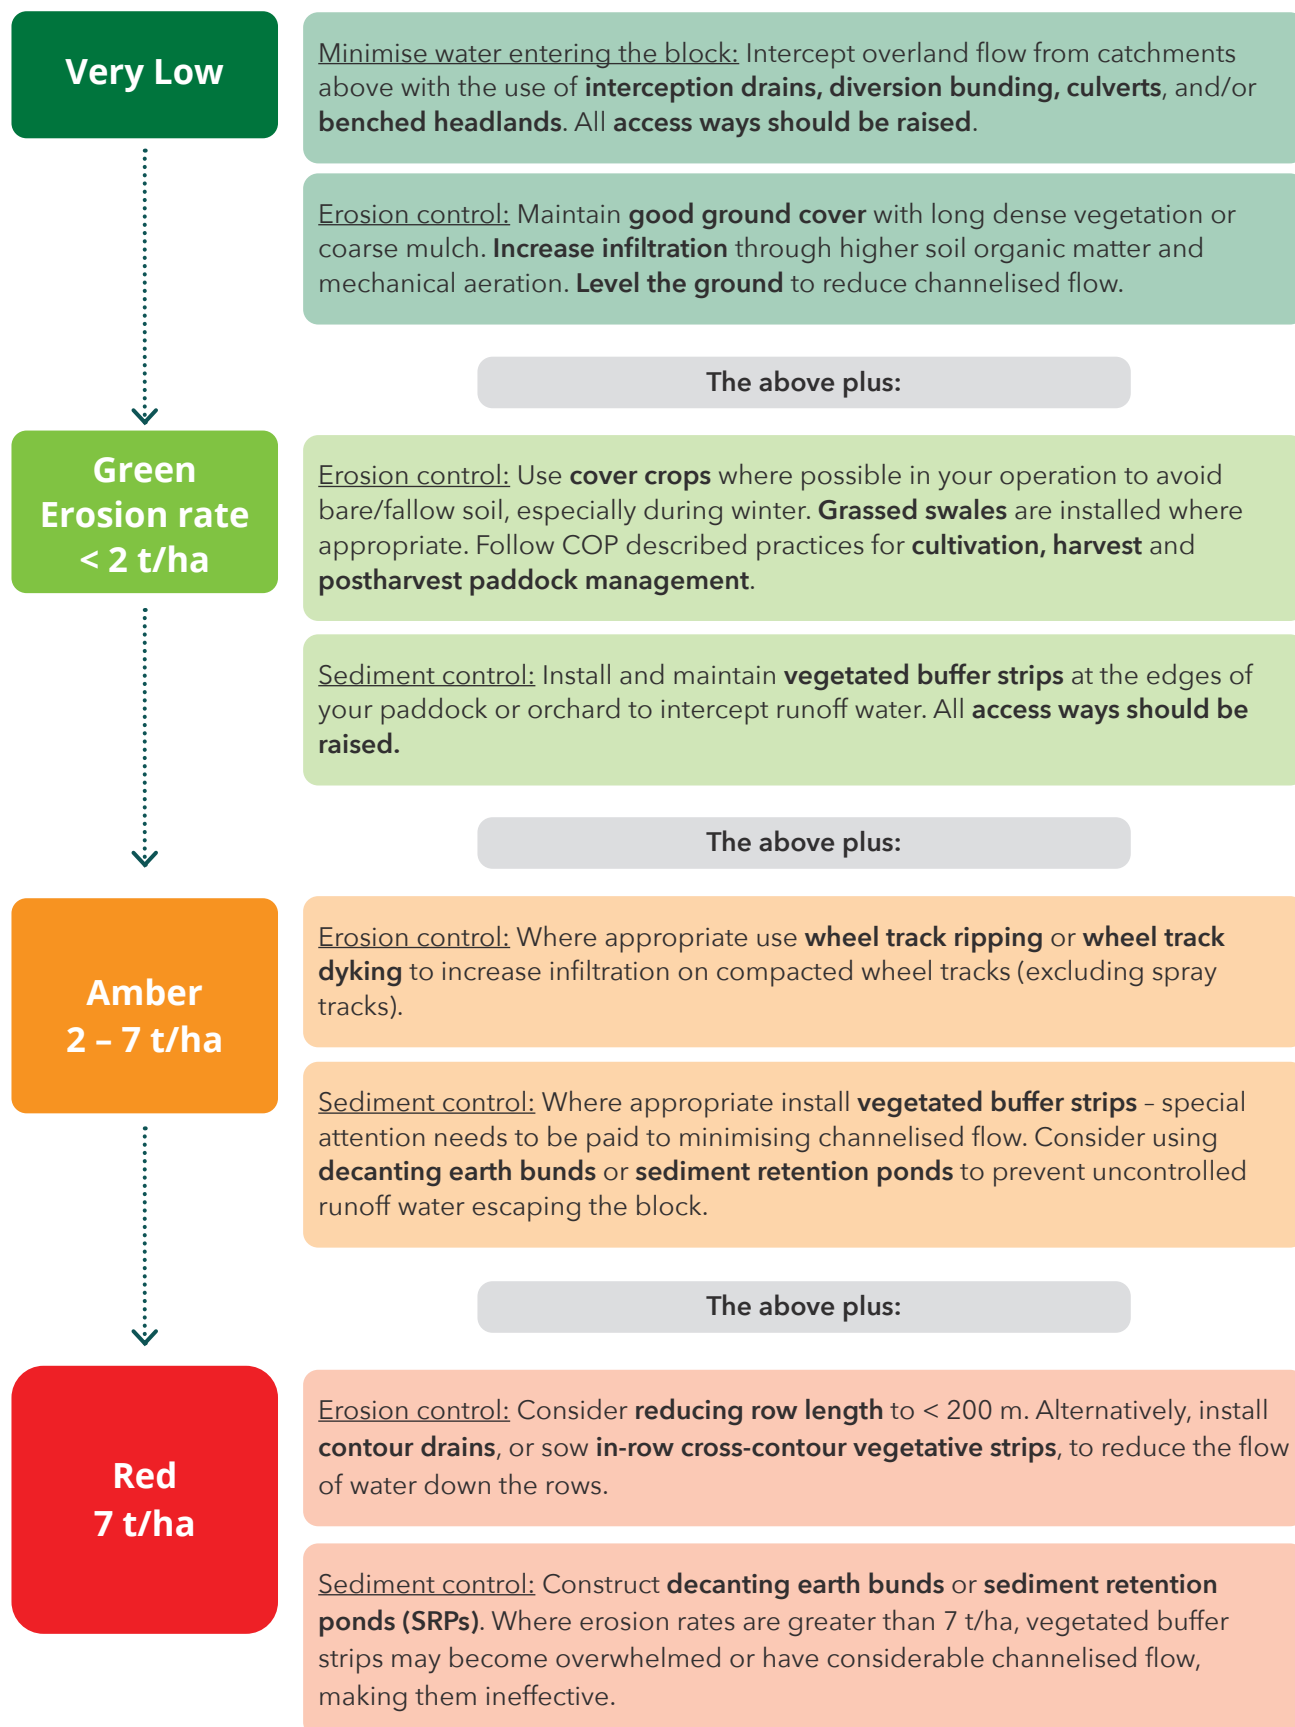 Very Low
Minimise water entering the block: Intercept overland flow from catchments
above with the use of interception drains, diversion bunding, culverts, and/or
benched headlands. All access ways should be raised.
Erosion control: Maintain good ground cover with long dense vegetation or
coarse mulch. Increase infiltration through higher soil organic matter and
mechanical aeration. Level the ground to reduce channelised flow.
The above plus:
Green
Erosion rate
< 2 t/ha
Erosion control: Use cover crops where possible in your operation to avoid
bare/fallow soil, especially during winter. Grassed swales are installed where
appropriate. Follow COP described practices for cultivation, harvest and
postharvest paddock management.
Sediment control: Install and maintain vegetated buffer strips at the edges of
your paddock or orchard to intercept runoff water. All access ways should be
raised.
The above plus:
Amber
2 – 7 t/ha
Erosion control: Where appropriate use wheel track ripping or wheel track
dyking to increase infiltration on compacted wheel tracks (excluding spray
tracks).
Sediment control: Where appropriate install vegetated buffer strips – special
attention needs to be paid to minimising channelised flow. Consider using
decanting earth bunds or sediment retention ponds to prevent uncontrolled
runoff water escaping the block.
The above plus:
Red
7 t/ha
Erosion control: Consider reducing row length to < 200 m. Alternatively, install
contour drains, or sow in-row cross-contour vegetative strips, to reduce the flow
of water down the rows.
Sediment control: Construct decanting earth bunds or sediment retention
ponds (SRPs). Where erosion rates are greater than 7 t/ha, vegetated buffer
strips may become overwhelmed or have considerable channelised flow,
making them ineffective.